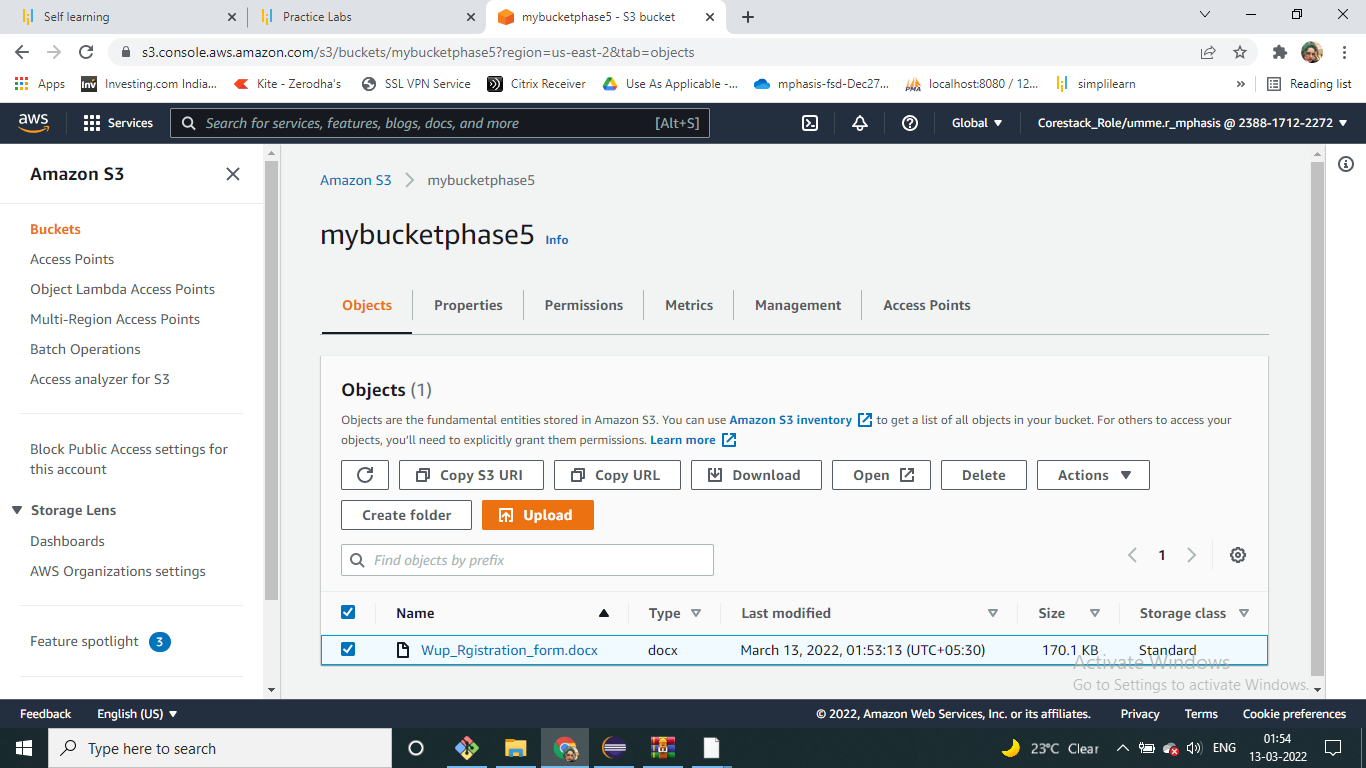 Self learning
Practice Labs
mybucketphase5 - S3 bucket
s3.console.aws.amazon.com/s3/buckets/mybucketphase5?region=us-east-2&tab=objects
Apps
Investing.com India...
Kite - Zerodha's
SSL VPN Service
Citrix Receiver
Use As Applicable -...
mphasis-fsd-Dec27...
localhost:8080 / 12...
simplilearn
»
Reading list
aws
Services
Search for services, features, blogs, docs, and more
[Alt+S]
Global
Corestack_Role/umme.r_mphasis @ 2388-1712-2272
Amazon S3
Buckets
Access Points
Object Lambda Access Points
Multi-Region Access Points
Batch Operations
Access analyzer for S3
Block Public Access settings for
this account
Storage Lens
Dashboards
AWS Organizations settings
Feature spotlight 3
Amazon S3 > mybucketphase5
mybucketphase5 Info
Objects
Properties
Permissions
Metrics
Management
Access Points
Objects (1)
Objects are the fundamental entities stored in Amazon S3. You can use Amazon S3 inventory to get a list of all objects in your bucket. For others to access your
objects, you'll need to explicitly grant them permissions. Learn more
Copy S3 URI
Copy URL
Download
Open
Delete
Actions
Create folder
Upload
Find objects by prefix
1
Name Type Last modified Size Storage class
Wup_Rgistration_form.docx docx March 13, 2022, 01:53:13 (UTC+05:30) 170.1 KB Standard
Activate Windows
Go to Settings to activate Windows.
Feedback
English (US)
© 2022, Amazon Web Services, Inc. or its affiliates.
Privacy
Terms
Cookie preferences
Type here to search
23°C Clear
ENG
01:54
13-03-2022